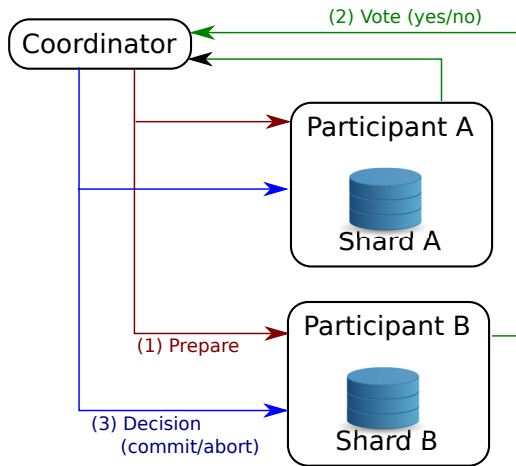 (2) Vote (yes/no)
Coordinator
Participant A
Shard A
Participant B
(1) Prepare
(3) Decision
(commit/abort)
Shard B